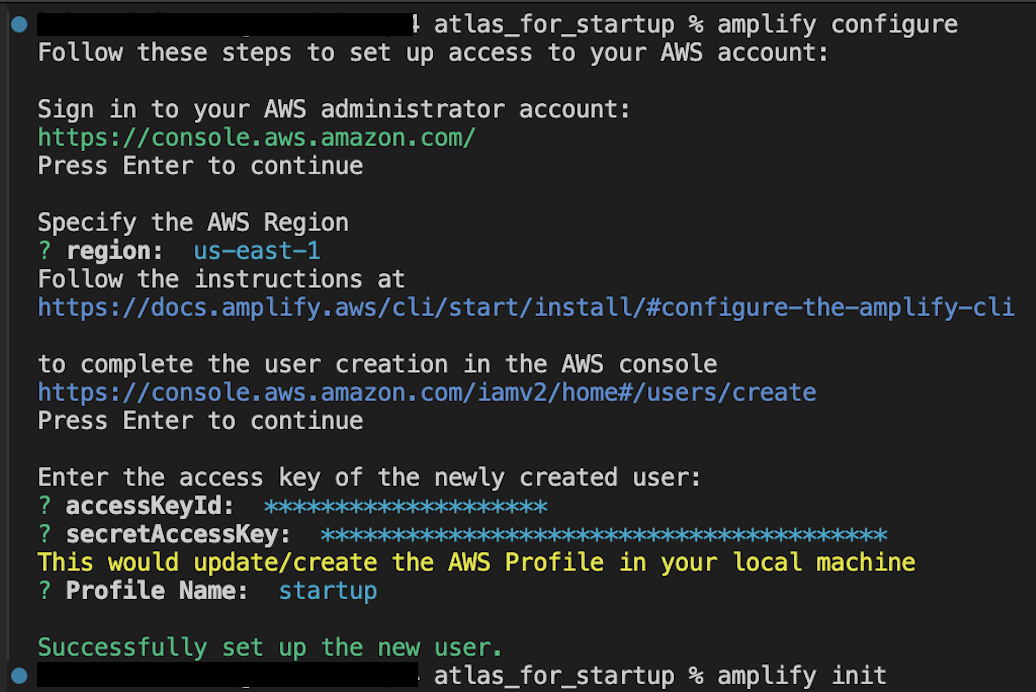 atlas_for_startup % amplify configure
Follow these steps to set up access to your AWS account:
Sign in to your AWS administrator account:
https://console.aws.amazon.com/
Press Enter to continue
Specify the AWS Region
? region:  us-east-1
Follow the instructions at
https://docs.amplify.aws/cli/start/install/#configure-the-amplify-cli
to complete the user creation in the AWS console
https://console.aws.amazon.com/iamv2/home#/users/create
Press Enter to continue
Enter the access key of the newly created user:
? accessKeyId:  ********************
? secretAccessKey:  ****************************************
This would update/create the AWS Profile in your local machine
? Profile Name:  startup
Successfully set up the new user.
atlas_for_startup % amplify init